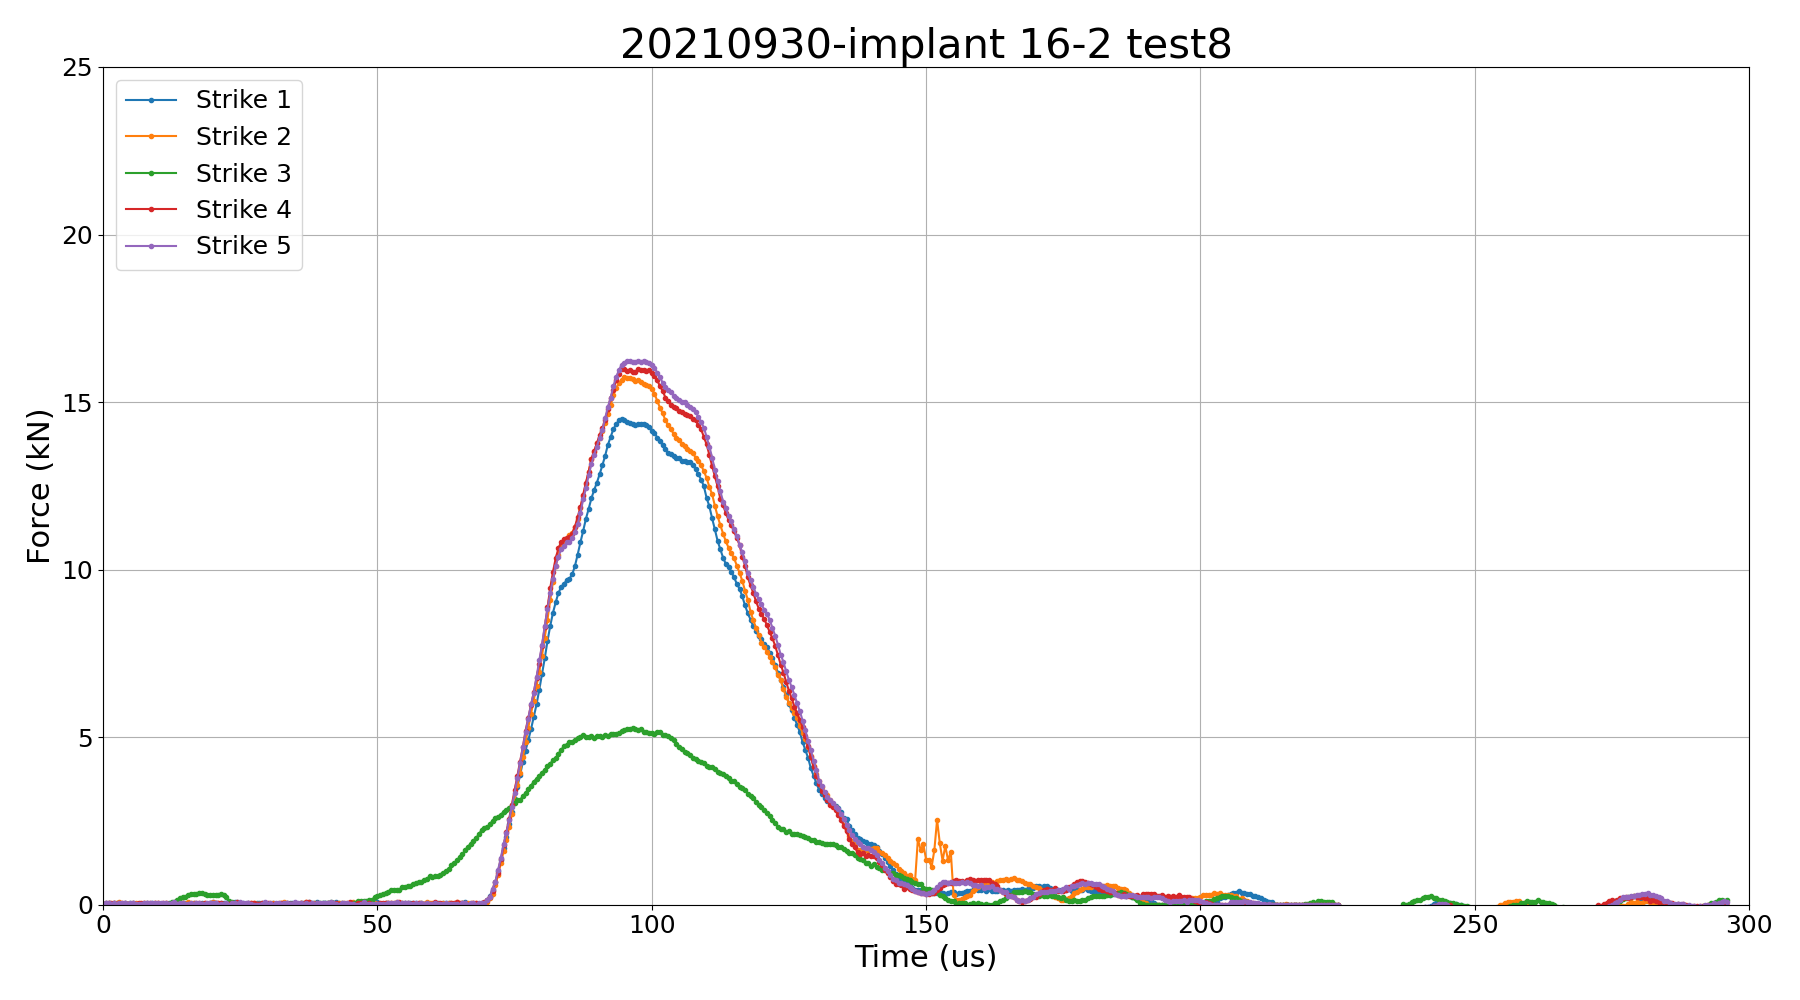 20210930-implant 16-2 test8
25
20
15
10
5
0
Force (kN)
Strike 1
Strike 2
Strike 3
Strike 4
Strike 5
0 50 100 150 200 250 300
Time (us)